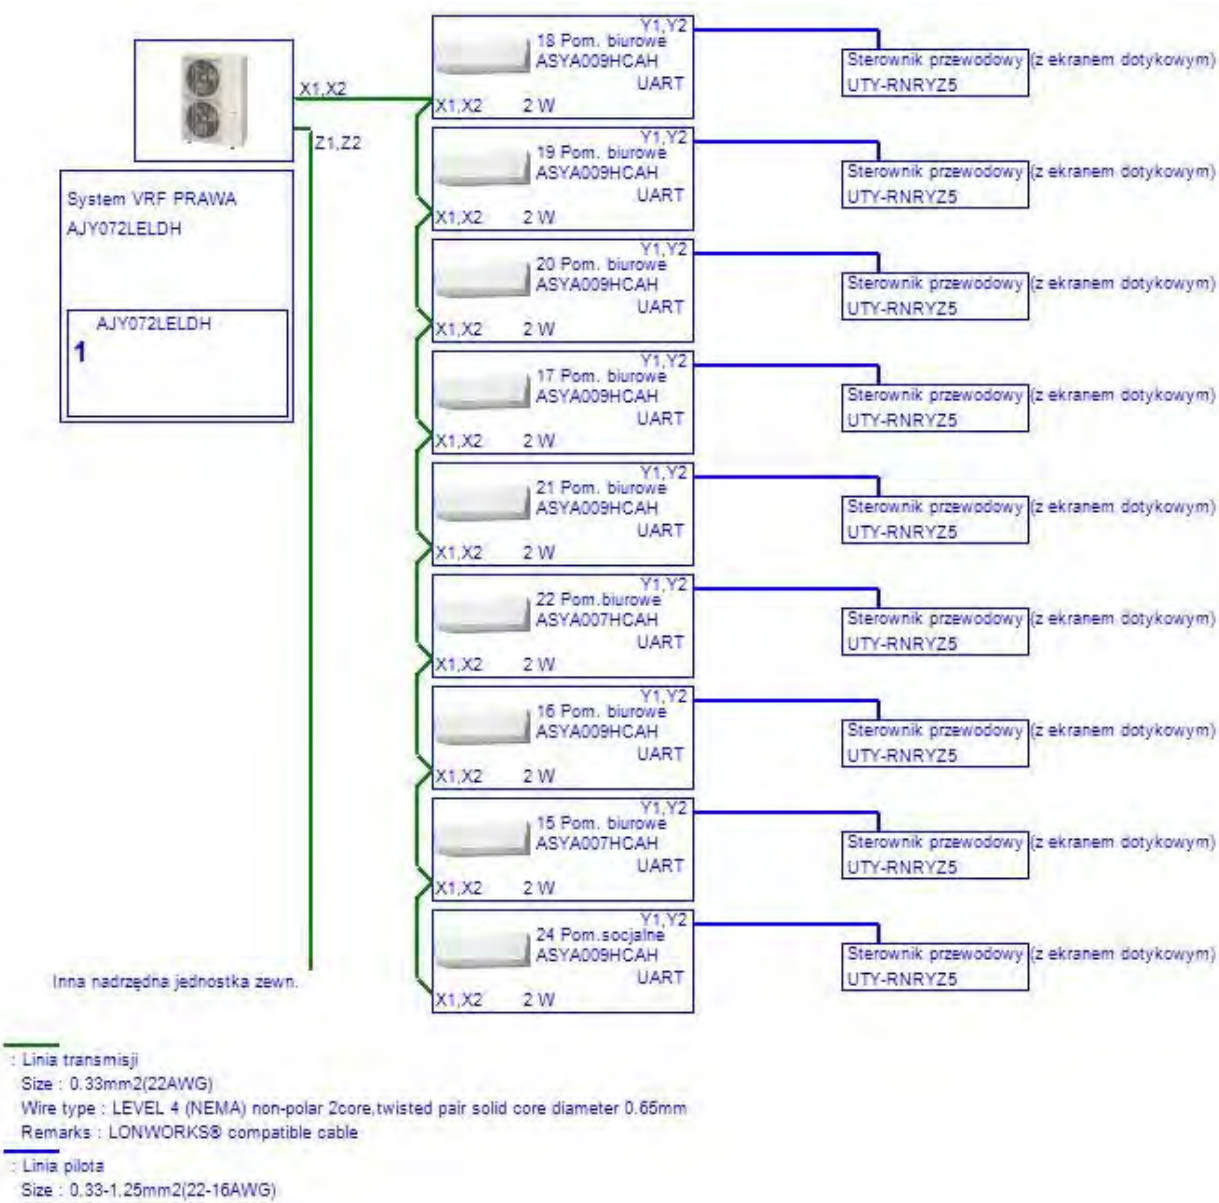 X1,X2
Z1,Z2
System VRF PRAWA
AJY072LELDH
AJY072LELDH
1
Inna nadrzędna jednostka zewn.
Y1,Y2
18 Pom. biurowe
ASYA009HCAH
UART
X1,X2 2 W
Sterownik przewodowy (z ekranem dotykowym)
UTY-RNRYZ5
Y1,Y2
19 Pom. biurowe
ASYA009HCAH
UART
X1,X2 2 W
Sterownik przewodowy (z ekranem dotykowym)
UTY-RNRYZ5
Y1,Y2
20 Pom. biurowe
ASYA009HCAH
UART
X1,X2 2 W
Sterownik przewodowy (z ekranem dotykowym)
UTY-RNRYZ5
Y1,Y2
17 Pom. biurowe
ASYA009HCAH
UART
X1,X2 2 W
Sterownik przewodowy (z ekranem dotykowym)
UTY-RNRYZ5
Y1,Y2
21 Pom. biurowe
ASYA009HCAH
UART
X1,X2 2 W
Sterownik przewodowy (z ekranem dotykowym)
UTY-RNRYZ5
Y1,Y2
22 Pom.biurowe
ASYA007HCAH
UART
X1,X2 2 W
Sterownik przewodowy (z ekranem dotykowym)
UTY-RNRYZ5
Y1,Y2
16 Pom. biurowe
ASYA009HCAH
UART
X1,X2 2 W
Sterownik przewodowy (z ekranem dotykowym)
UTY-RNRYZ5
Y1,Y2
15 Pom. biurowe
ASYA007HCAH
UART
X1,X2 2 W
Sterownik przewodowy (z ekranem dotykowym)
UTY-RNRYZ5
Y1,Y2
24 Pom.socjalne
ASYA009HCAH
UART
X1,X2 2 W
Sterownik przewodowy (z ekranem dotykowym)
UTY-RNRYZ5
: Linia transmisji
Size : 0.33mm2(22AWG)
Wire type : LEVEL 4 (NEMA) non-polar 2core,twisted pair solid core diameter 0.65mm
Remarks : LONWORKS® compatible cable
: Linia pilota
Size : 0.33-1.25mm2(22-16AWG)